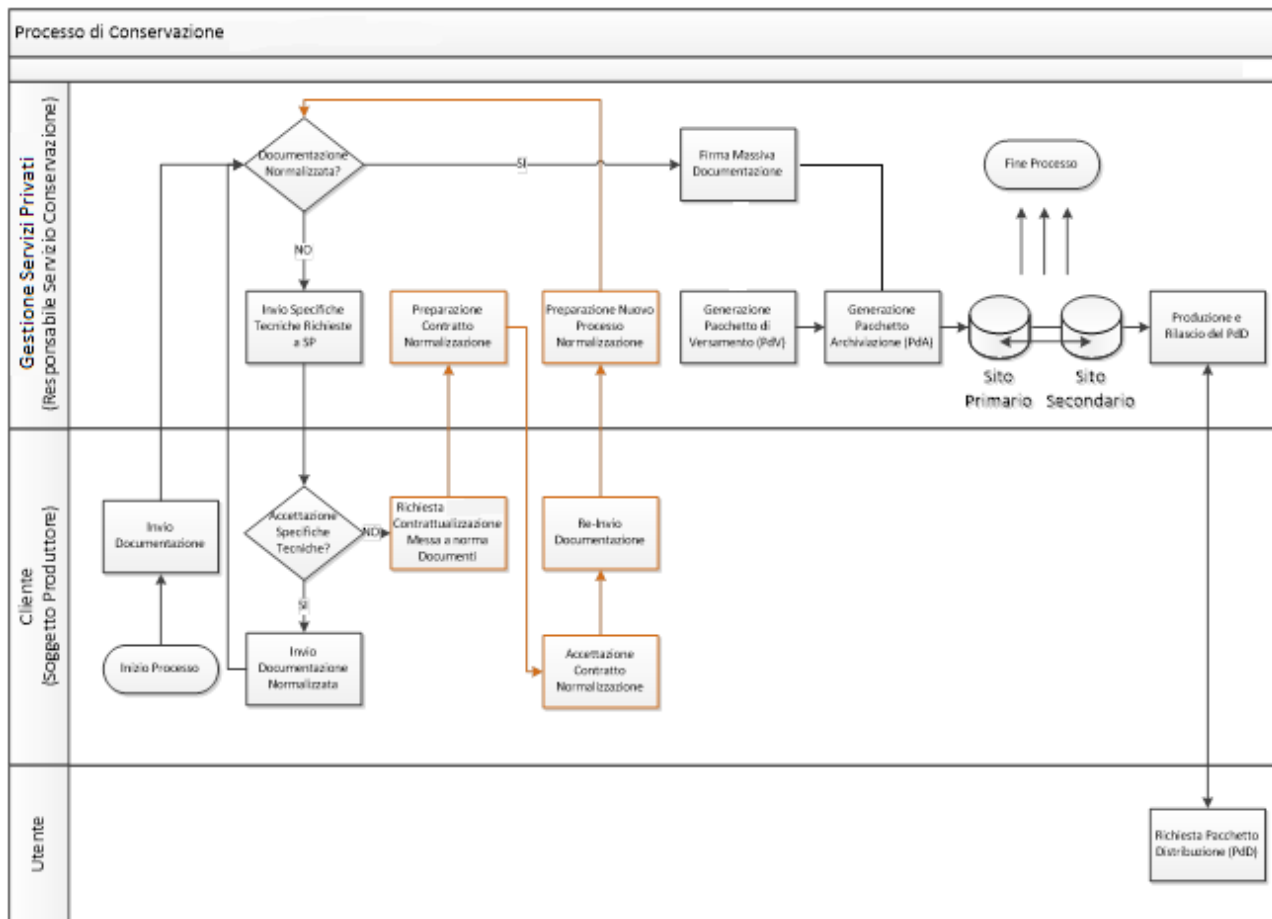 Processo di Conservazione
Gestione Servizi Privati
(Responsabile Servizio Conservazione)
Documentazione
Normalizzata?
SI
Firma Massiva
Documentazione
Fine Processo
NO
Invio Specifiche
Tecniche Richieste
a SP
Preparazione
Contratto
Normalizzazione
Preparazione Nuovo
Processo
Normalizzazione
Generazione
Pacchetto di
Versamento (PdV)
Generazione
Pacchetto
Archiviazione (PdA)
Sito
Primario
Sito
Secondario
Produzione e
Rilascio del PdD
Cliente
(Soggetto Produttore)
Invio
Documentazione
Accettazione
Specifiche
Tecniche?
NO
Richiesta
Contrattualizzazione
Messa a norma
Documenti
Re-Invio
Documentazione
SI
Inizio Processo
Invio
Documentazione
Normalizzata
Accettazione
Contratto
Normalizzazione
Utente
Richiesta Pacchetto
Distribuzione (PdD)